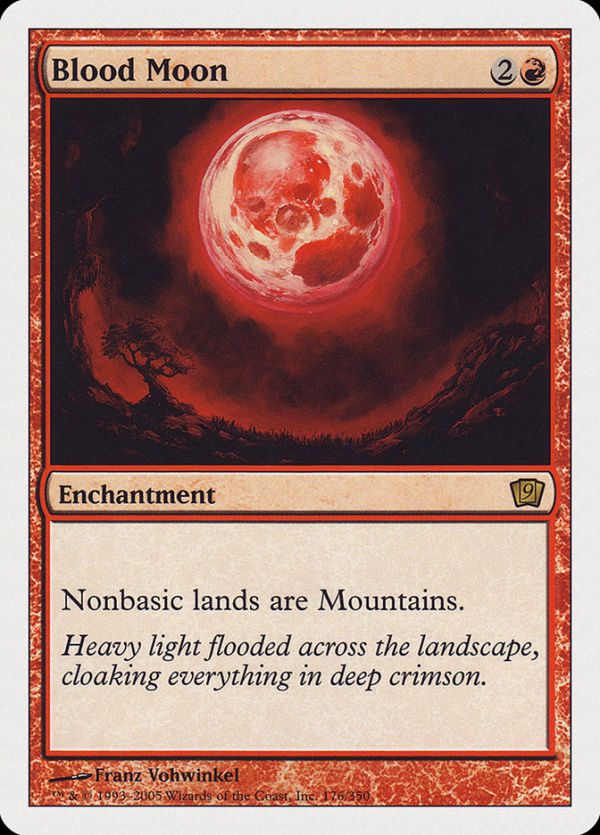 Blood Moon 2
Enchantment 9
Nonbasic lands are Mountains.
Heavy light flooded across the landscape,
cloaking everything in deep crimson.
Franz Vohwinkel
™ & © 1993–2005 Wizards of the Coast, Inc. 176/350